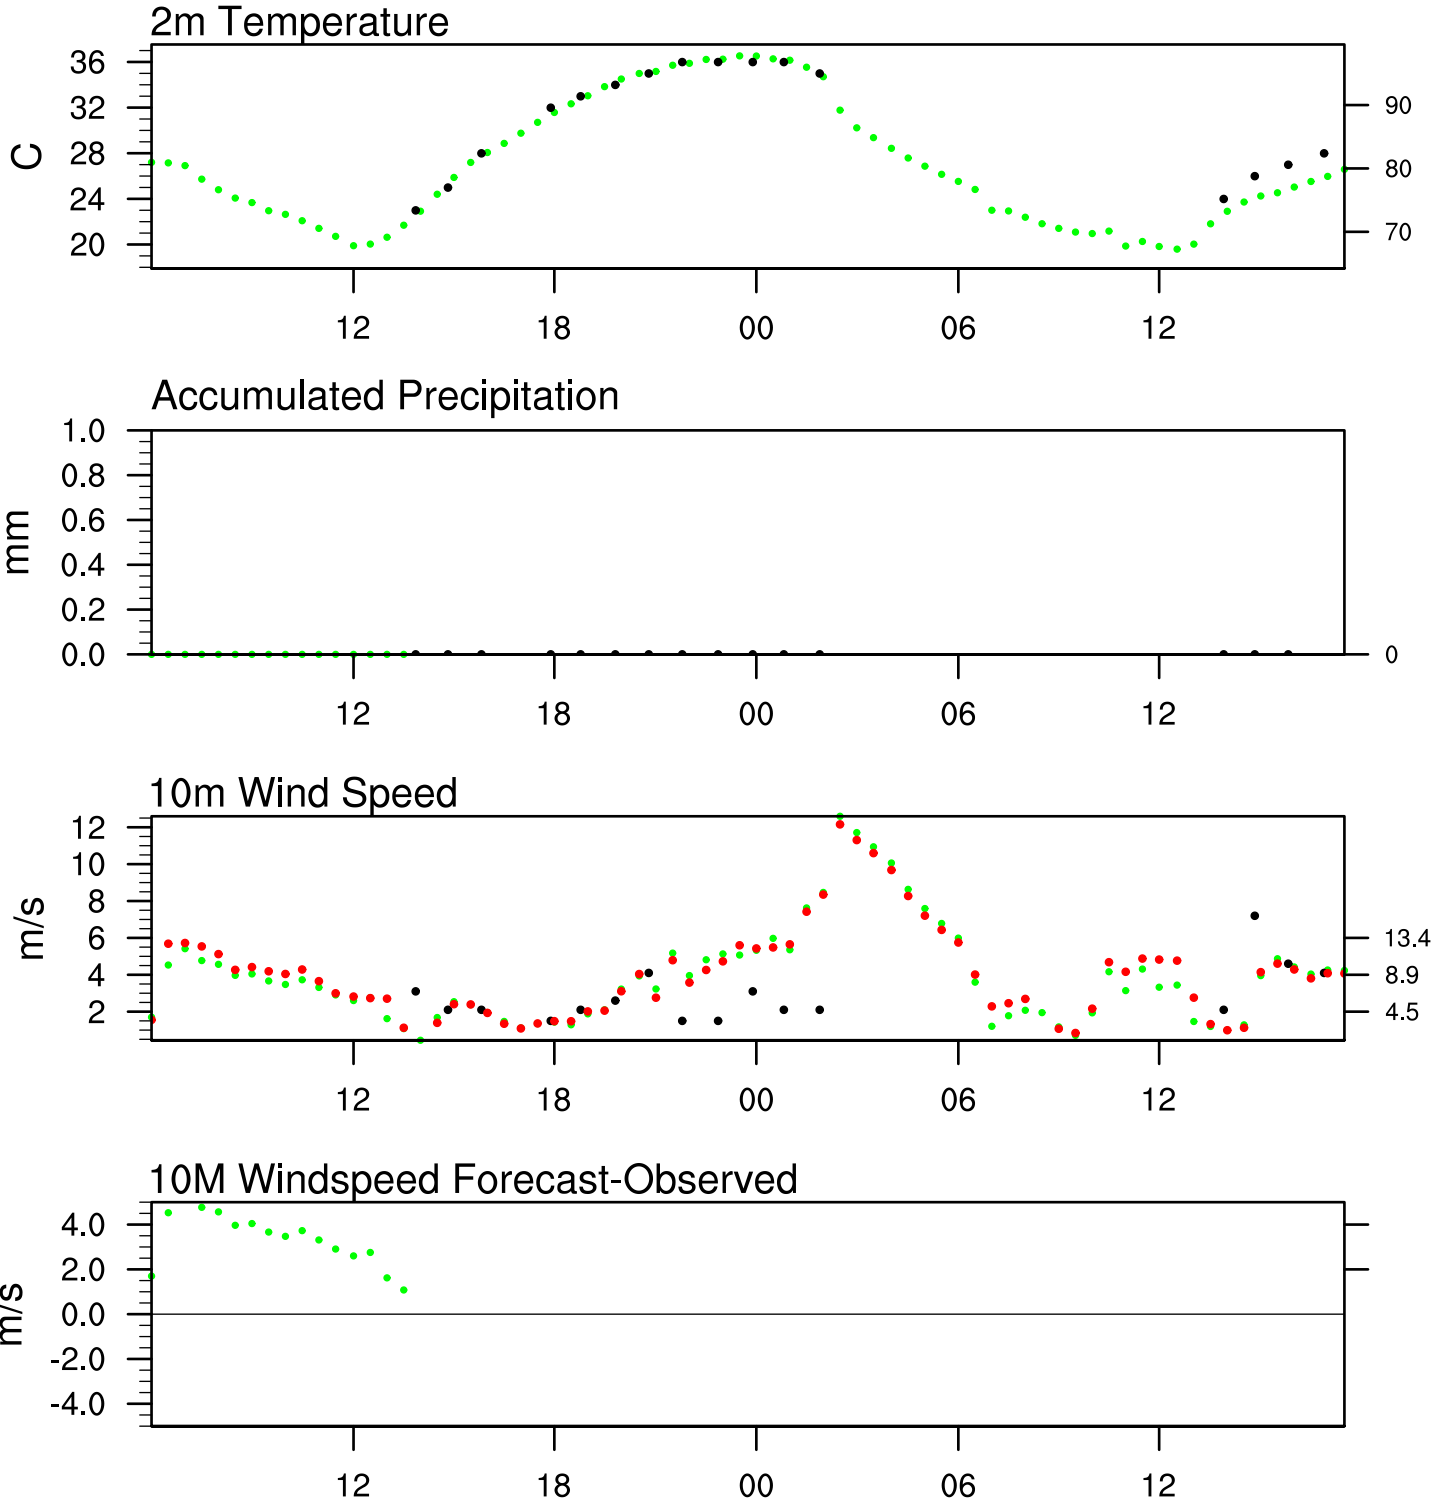 2m Temperature
36
32
28
24
20
C
90
80
70
12 18 00 06 12
Accumulated Precipitation
1.0
0.8
0.6
0.4
0.2
0.0
mm
0
12 18 00 06 12
10m Wind Speed
12
10
8
6
4
2
m/s
13.4
8.9
4.5
12 18 00 06 12
10M Windspeed Forecast-Observed
4.0
2.0
0.0
-2.0
-4.0
m/s
12 18 00 06 12